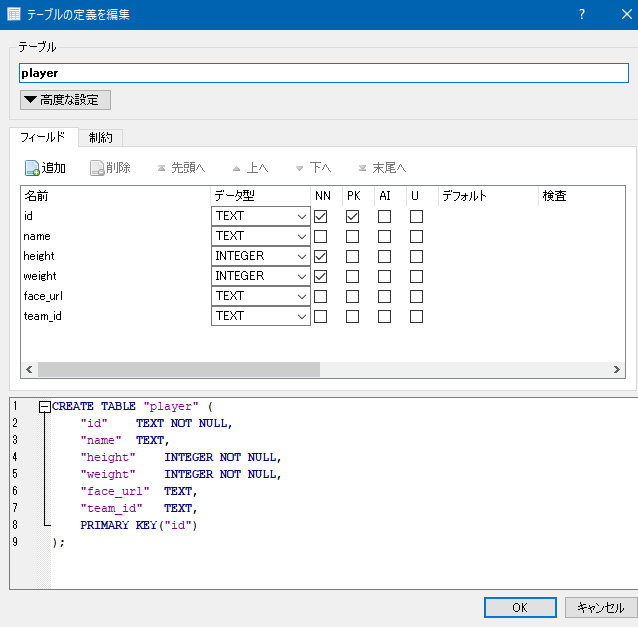 テーブルの定義を編集 ?
テーブル
player
▼高度な設定
フィールド 制約
追加 削除 先頭へ 上へ 下へ 末尾へ
名前 データ型 NN PK AI U デフォルト 検査
id TEXT
name TEXT
height INTEGER
weight INTEGER
face_url TEXT
team_id TEXT
1 CREATE TABLE "player" (
2 "id" TEXT NOT NULL,
3 "name" TEXT,
4 "height" INTEGER NOT NULL,
5 "weight" INTEGER NOT NULL,
6 "face_url" TEXT,
7 "team_id" TEXT,
8 PRIMARY KEY("id")
9 );
OK キャンセル